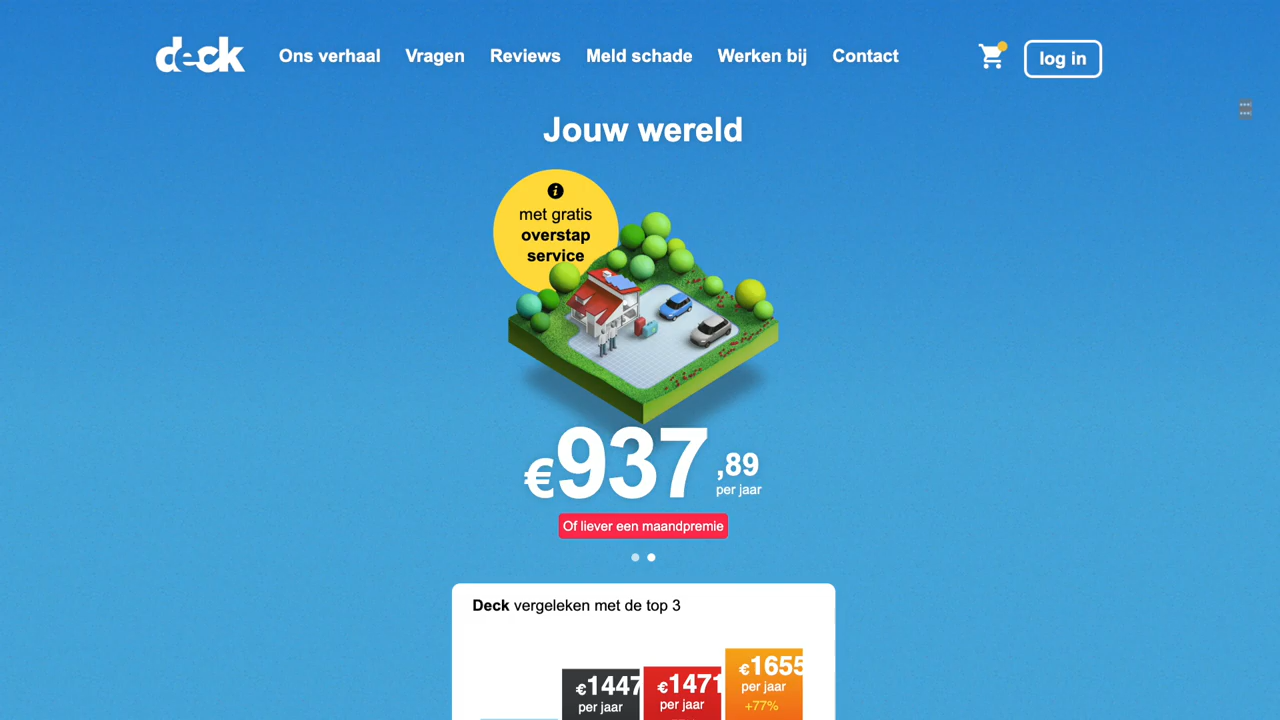 deck
Ons verhaal
Vragen
Reviews
Meld schade
Werken bij
Contact
log in
Jouw wereld
met gratis
overstap
service
€937,89
per jaar
Of liever een maandpremie
Deck vergeleken met de top 3
€1447
per jaar
€1471
per jaar
€1655
per jaar
+77%